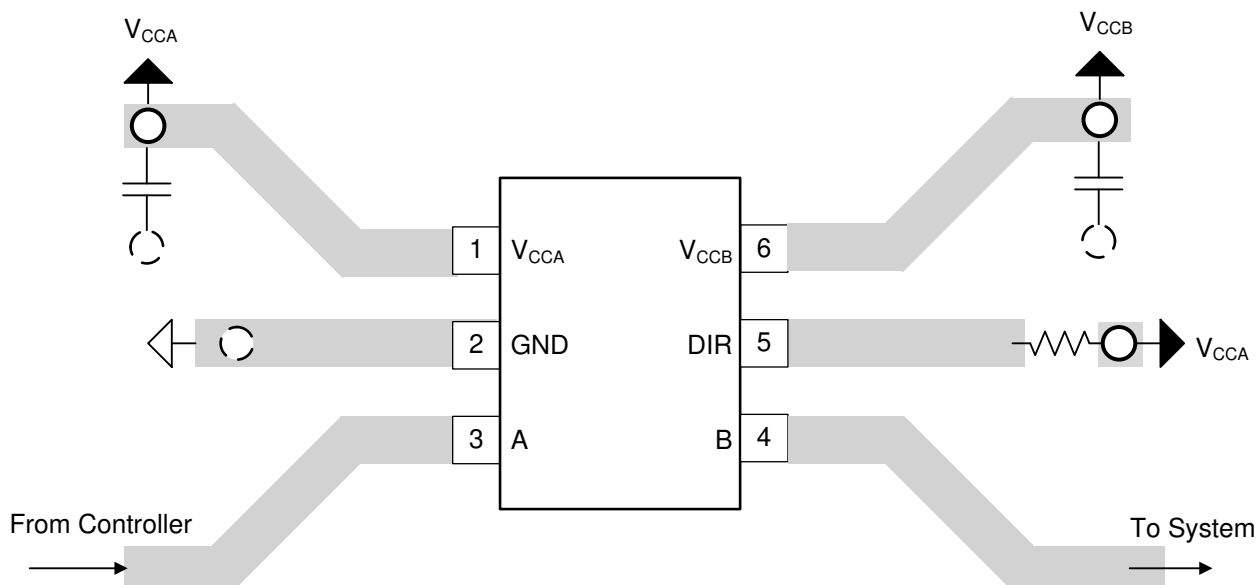 VCCA
VCCB
1 VCCA VCCB 6
2 GND DIR 5
VCCA
3 A B 4
From Controller
To System